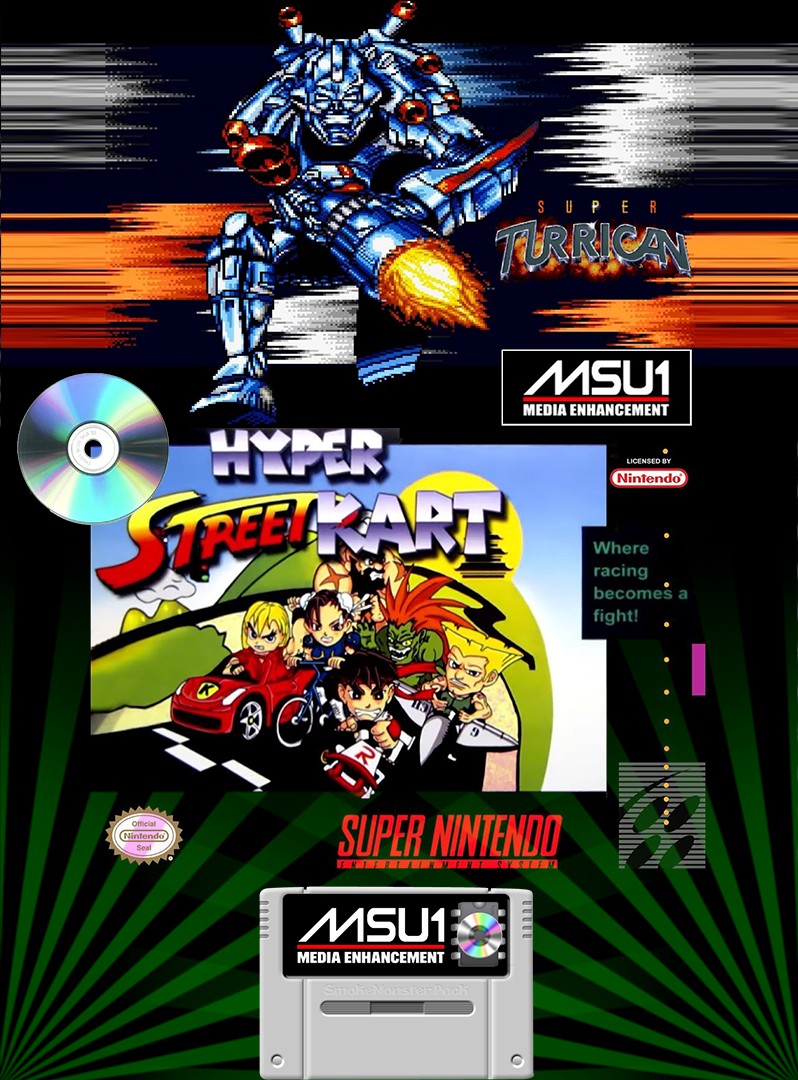 SUPER
TURRICAN
MSU1
MEDIA ENHANCEMENT
HYPER
STREET KART
LICENSED BY
Nintendo
Where
racing
becomes a
fight!
K
R
Official
Nintendo
Seal
SUPER NINTENDO
ENTERTAINMENT SYSTEM
MSU1
MEDIA ENHANCEMENT
SmokeMonsterPack